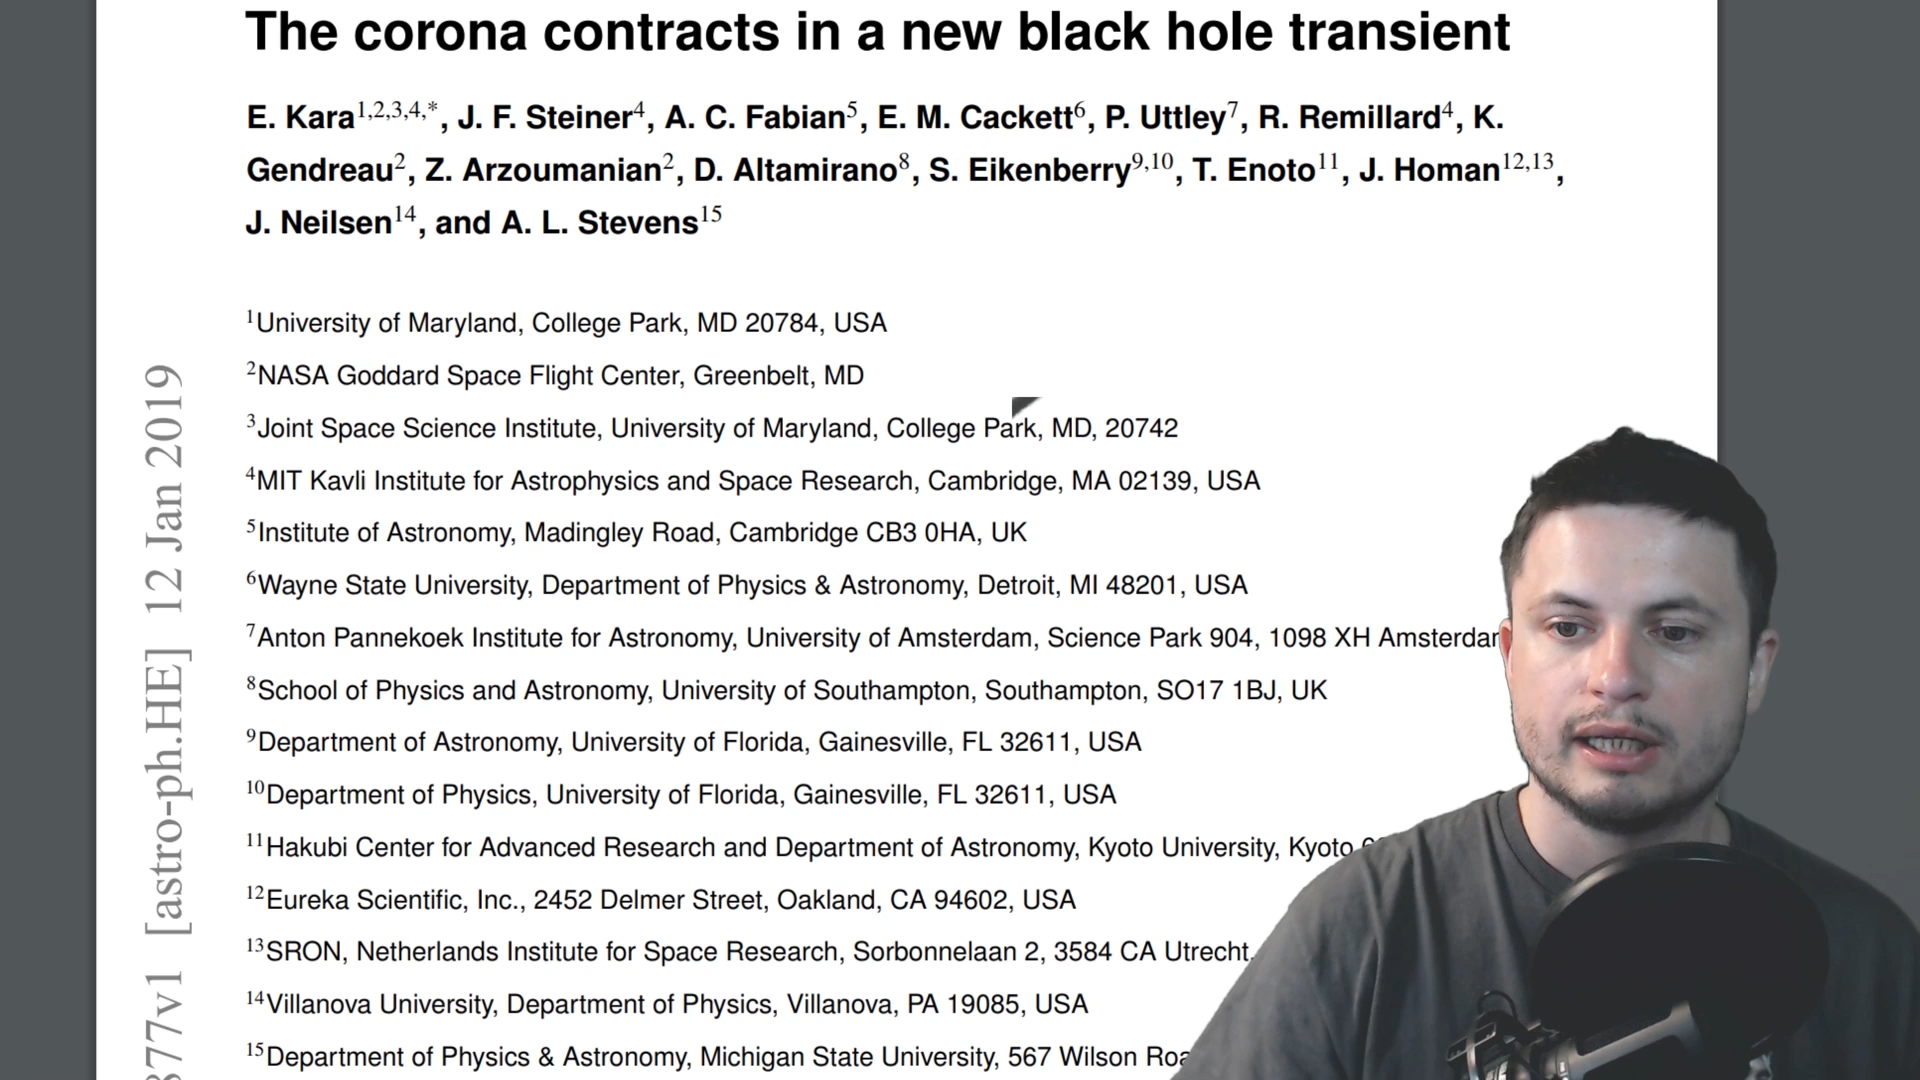 The corona contracts in a new black hole transient
E. Kara1,2,3,4,*, J. F. Steiner4, A. C. Fabian5, E. M. Cackett6, P. Uttley7, R. Remillard4, K.
Gendreau2, Z. Arzoumanian2, D. Altamirano8, S. Eikenberry9,10, T. Enoto11, J. Homan12,13,
J. Neilsen14, and A. L. Stevens15
1University of Maryland, College Park, MD 20784, USA
2NASA Goddard Space Flight Center, Greenbelt, MD
3Joint Space Science Institute, University of Maryland, College Park, MD, 20742
4MIT Kavli Institute for Astrophysics and Space Research, Cambridge, MA 02139, USA
5Institute of Astronomy, Madingley Road, Cambridge CB3 0HA, UK
6Wayne State University, Department of Physics & Astronomy, Detroit, MI 48201, USA
7Anton Pannekoek Institute for Astronomy, University of Amsterdam, Science Park 904, 1098 XH
8School of Physics and Astronomy, University of Southampton, Southampton, SO17 1BJ, UK
9Department of Astronomy, University of Florida, Gainesville, FL 32611, USA
10Department of Physics, University of Florida, Gainesville, FL 32611, USA
11Hakubi Center for Advanced Research and Department of Astronomy, Kyoto University, Kyoto
12Eureka Scientific, Inc., 2452 Delmer Street, Oakland, CA 94602, USA
13SRON, Netherlands Institute for Space Research, Sorbonnelaan 2, 3584 CA Utrecht
14Villanova University, Department of Physics, Villanova, PA 19085, USA
15Department of Physics & Astronomy, Michigan State University, 567 Wilson
877v1 [astro-ph.HE] 12 Jan 2019